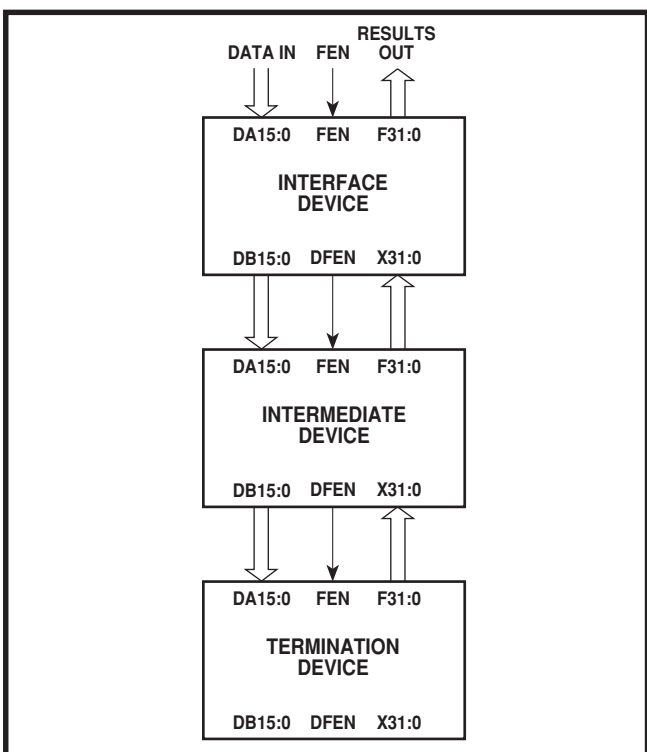 RESULTS
DATA IN FEN OUT
DA15:0 FEN F31:0
INTERFACE
DEVICE
DB15:0 DFEN X31:0
DA15:0 FEN F31:0
INTERMEDIATE
DEVICE
DB15:0 DFEN X31:0
DA15:0 FEN F31:0
TERMINATION
DEVICE
DB15:0 DFEN X31:0